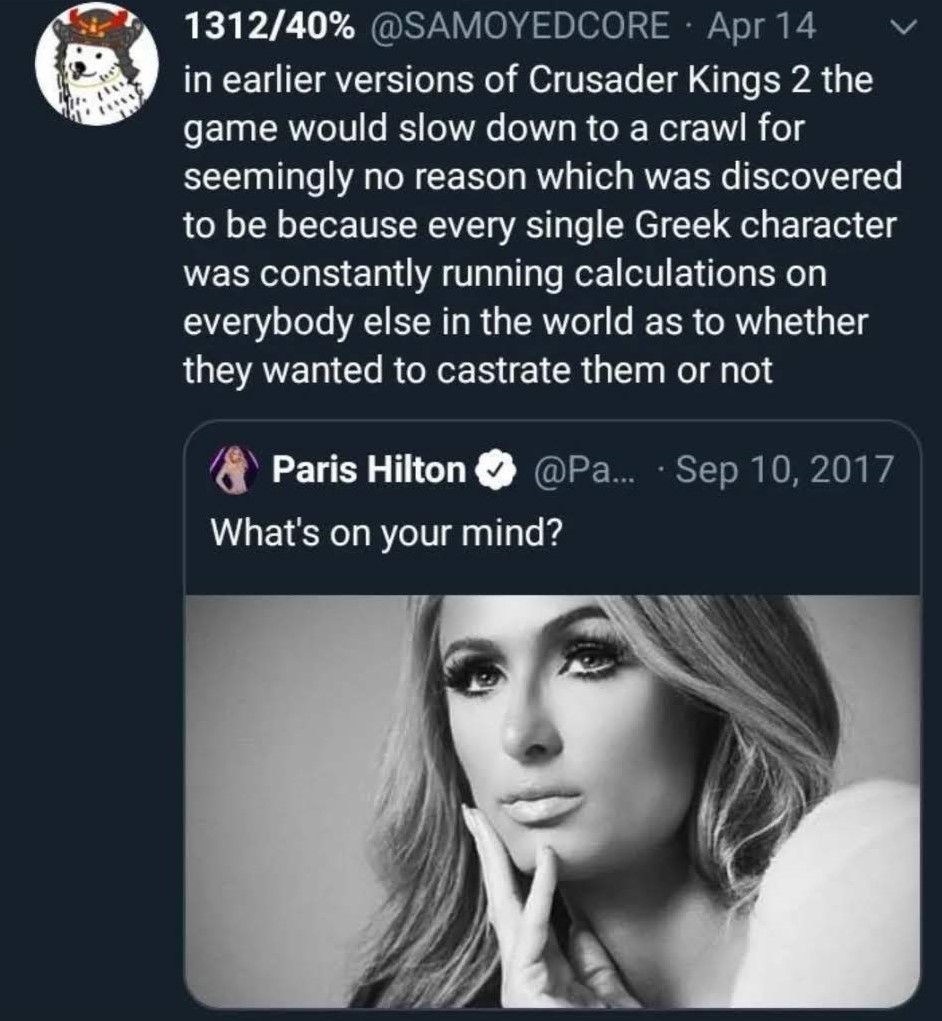 1312/40% @SAMOYEDCORE · Apr 14
in earlier versions of Crusader Kings 2 the
game would slow down to a crawl for
seemingly no reason which was discovered
to be because every single Greek character
was constantly running calculations on
everybody else in the world as to whether
they wanted to castrate them or not
Paris Hilton @Pa... · Sep 10, 2017
What's on your mind?